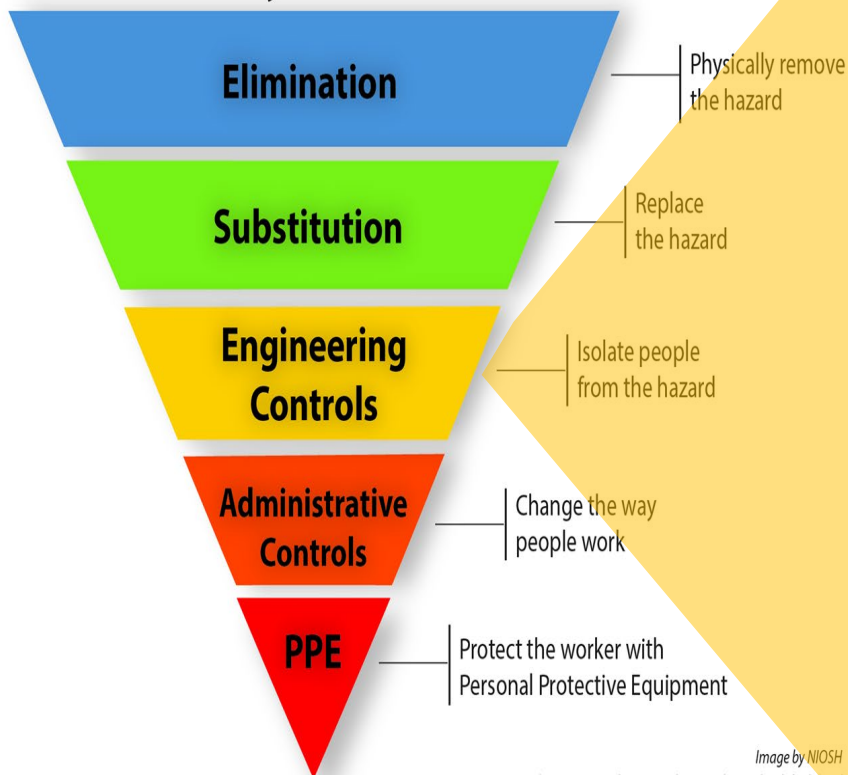 Elimination
Physically remove
the hazard
Substitution
Replace
the hazard
Engineering
Controls
Isolate people
from the hazard
Administrative
Controls
Change the way
people work
PPE
Protect the worker with
Personal Protective Equipment
Image by NIOSH